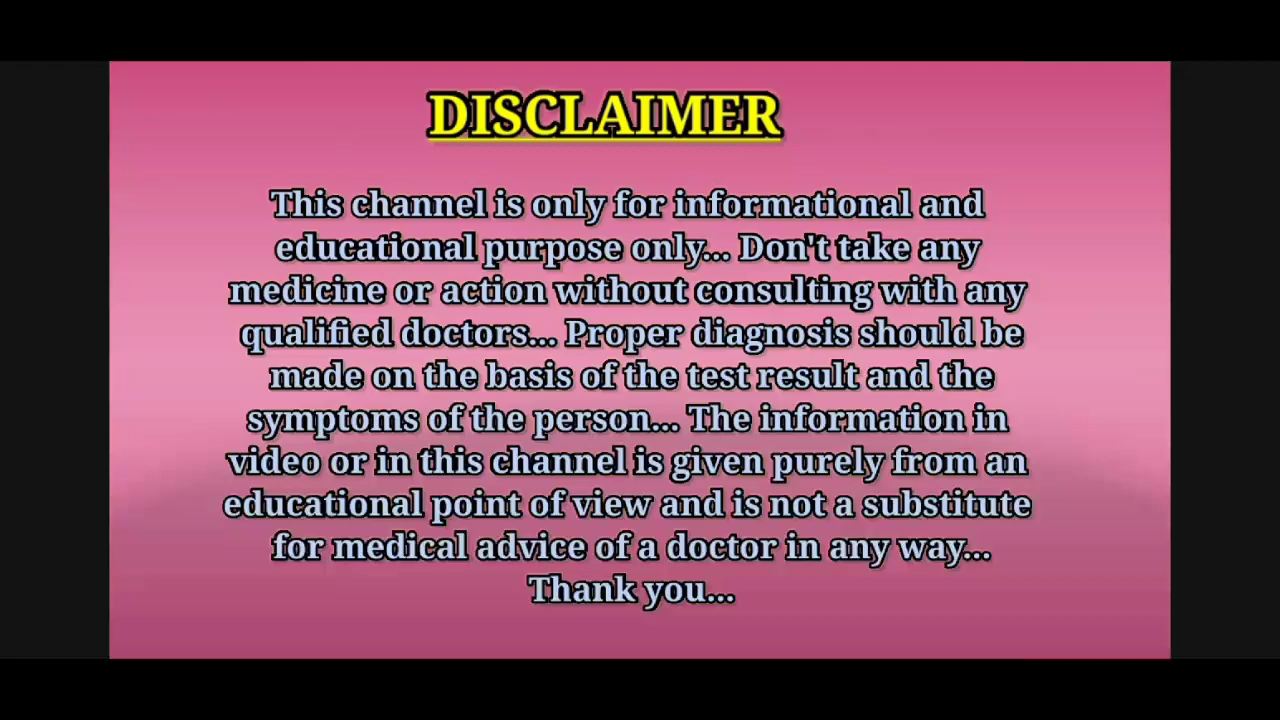 DISCLAIMER
This channel is only for informational and
educational purpose only... Don't take any
medicine or action without consulting with any
qualified doctors... Proper diagnosis should be
made on the basis of the test result and the
symptoms of the person... The information in
video or in this channel is given purely from an
educational point of view and is not a substitute
for medical advice of a doctor in any way...
Thank you...